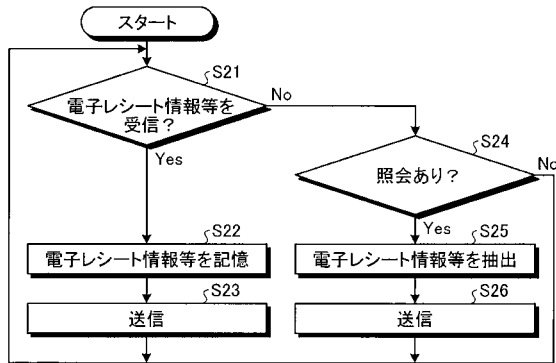 スタート
S21
電子レシート情報等を
受信？
No
Yes
S24
照会あり？
No
Yes
S22
電子レシート情報等を記憶
S25
電子レシート情報等を抽出
S23
送信
S26
送信